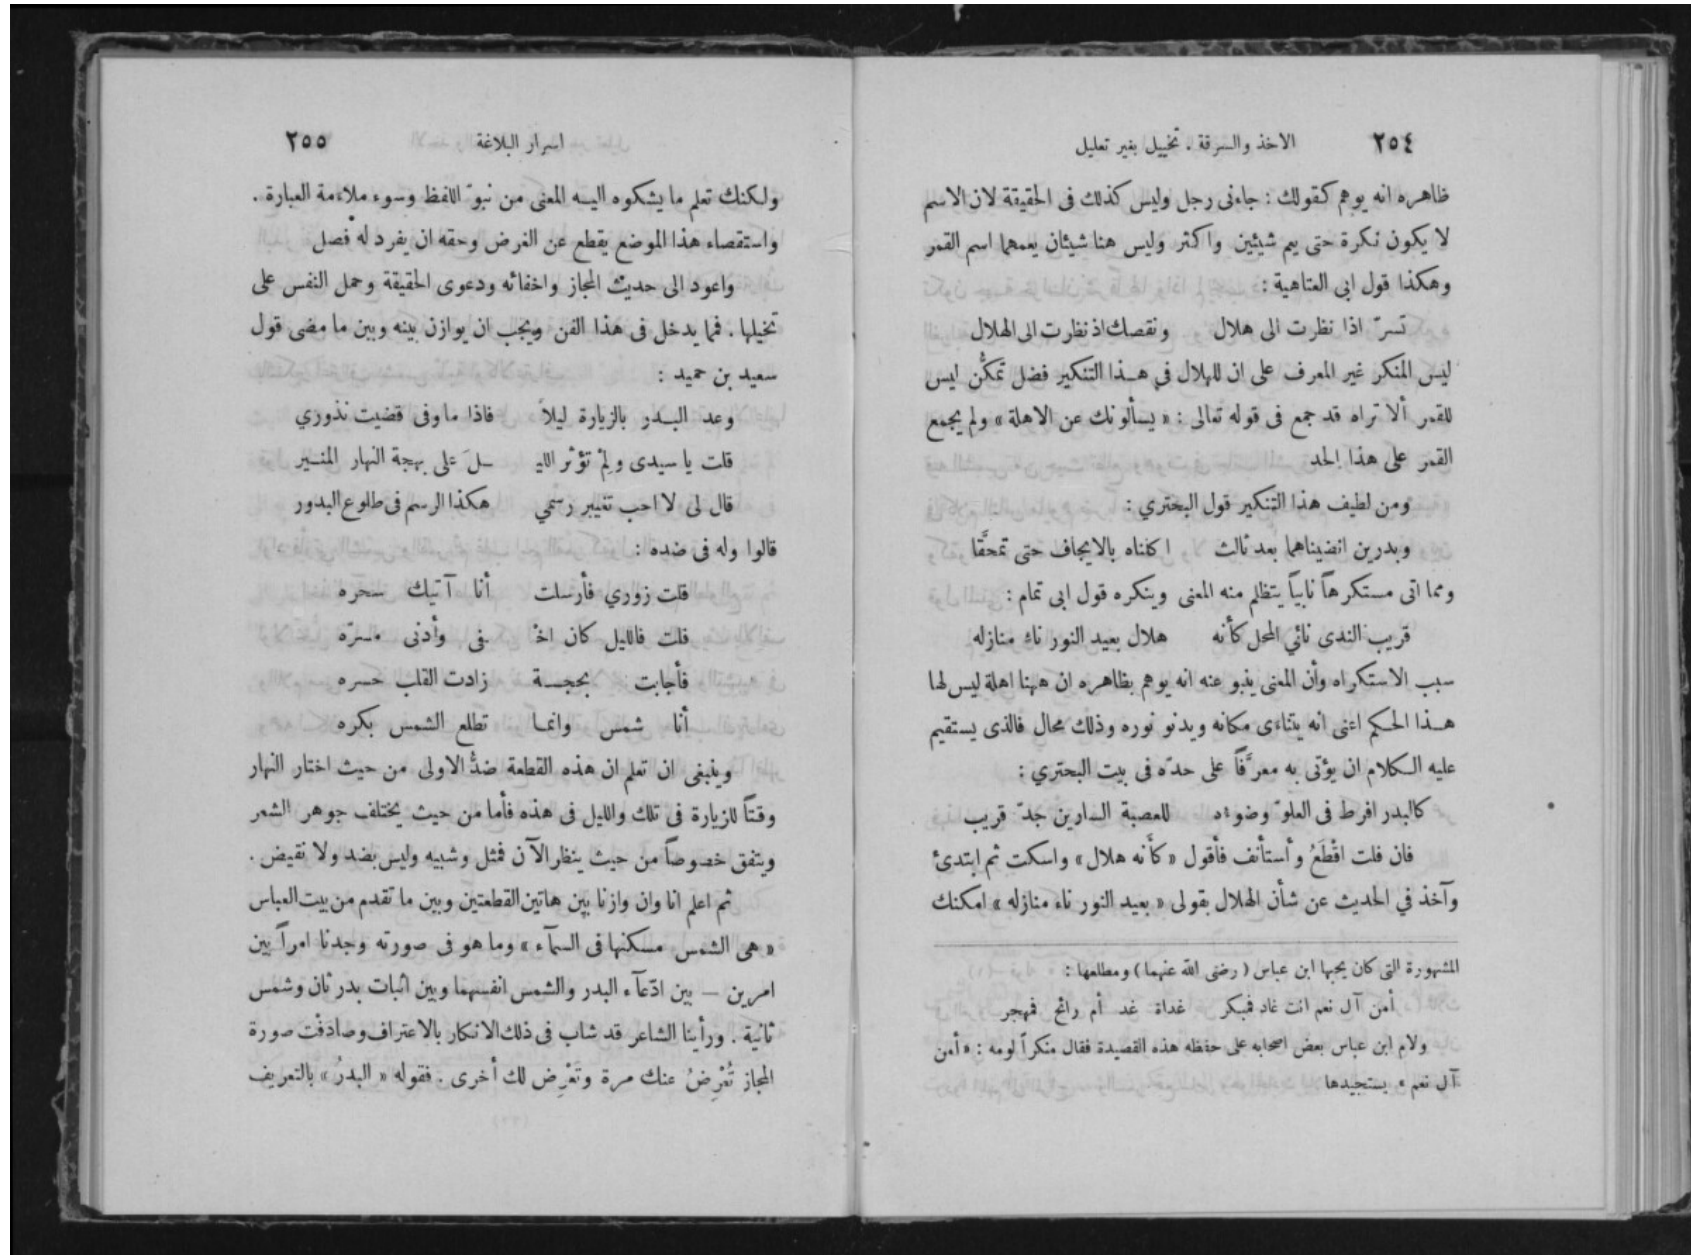 ٢٥٤ الاخذ والسرقة . تخييل بغير تعليل
ظاهره انه يوهم كقولك : جاءنى رجل وليس كذلك فى الحقيقة لان الاسم
لا يكون نكرة حتى يعم شيئين واكثر وليس هنا شيئان يعمهما اسم القمر
وهكذا قول ابى العتاهية :
تسرّ اذا نظرت الى هلال ونقصك اذ نظرت الى الهلال
ليس المنكر غير المعرف على ان للهلال في هذا التنكير فضل تمكُّن ليس
للقمر ألا تراه قد جمع فى قوله تعالى : « يسألونك عن الاهلة » ولم يجمع
القمر على هذا الحد
ومن لطيف هذا التنكير قول البحتري :
وبدرين انضيناهما بعد ثالث اكلناه بالايجاف حتى تمحَّقا
ومما اتى مستكرهاً نابياً يتظلم منه المعنى وينكره قول ابى تمام :
قريب الندى نائي المحل كأنه هلال بعيد النور ناء منازله
سبب الاستكراه وأن المعنى ينبو عنه انه يوهم بظاهره ان ههنا اهلة ليس لها
هذا الحكم اعنى انه يتناءى مكانه ويدنو نوره وذلك محال فالذى يستقيم
عليه الكلام ان يؤتى به معرَّفاً على حدّه فى بيت البحتري :
كالبدر افرط فى العلوّ وضوءه للعصبة السارين جدّ قريب
فان قلت اقْطَعُ وأستأنف فأقول « كأنه هلال » واسكت ثم ابتدئ
وآخذ في الحديث عن شأن الهلال بقولى « بعيد النور ناء منازله » امكنك
المشهورة التى كان يحبها ابن عباس ( رضى الله عنهما ) ومطلعها :
أمن آل نعم انت غاد فمبكر غداة غد أم رائح فمهجر
ولام ابن عباس بعض اصحابه على حفظه هذه القصيدة فقال منكراً لومه : « أمن
آل نعم » يستجيدها
اسرار البلاغة ٢٥٥
ولكنك تعلم ما يشكوه اليه المعنى من نبوّ اللفظ وسوء ملاءمة العبارة .
واستقصاء هذا الموضع يقطع عن الغرض وحقه ان يفرد له فصل
واعود الى حديث المجاز واخفائه ودعوى الحقيقة وحمل النفس على
تخيلها . فما يدخل فى هذا الفن ويجب ان يوازن بينه وبين ما مضى قول
سعيد بن حميد :
وعد البدر بالزيارة ليلاً فاذا ما وفى قضيت نذوري
قلت يا سيدى ولِمْ تؤثر الليـ ـلَ على بهجة النهار المنير
قال لى لا احب تغيير رسمي هكذا الرسم فى طلوع البدور
قالوا وله فى ضده :
قلت زوري فأرسلت أنا آتيك سحره
قلت فالليل كان اخـ ـفى وأدنى مسرّه
فأجابت بحجة زادت القلب حسره
أنا شمس وانما تطلع الشمس بكره
وينبغى ان تعلم ان هذه القطعة ضدُّ الاولى من حيث اختار النهار
وقتاً للزيارة فى تلك والليل فى هذه فأما من حيث يختلف جوهر الشعر
ويتفق خصوصاً من حيث ينظر الآن فمثل وشبيه وليس بضد ولا نقيض .
ثم اعلم انا وان وازنا بين هاتين القطعتين وبين ما تقدم من بيت العباس
« هى الشمس مسكنها فى السمآء » وما هو فى صورته وجدنا امراً بين
امرين — بين ادّعآء البدر والشمس انفسهما وبين اثبات بدر ثان وشمس
ثانية . ورأينا الشاعر قد شاب فى ذلك الانكار بالاعتراف وصادَفْت صورة
المجاز تُعْرِضُ عنك مرة وتَعْرِض لك أخرى . فقوله « البدرُ » بالتعريف